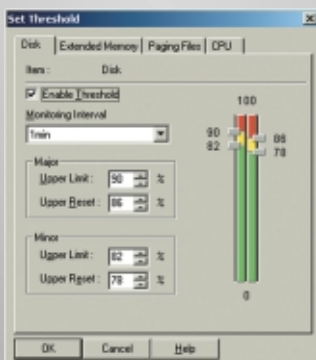 Set Threshold
Disk Extended Memory Paging Files CPU
Item : Disk
Enable Threshold
Monitoring Interval
1min
Major
Upper Limit : 90 %
Upper Reset : 86 %
Minor
Upper Limit : 82 %
Upper Reset : 78 %
100
90 86
82 78
0
OK Cancel Help